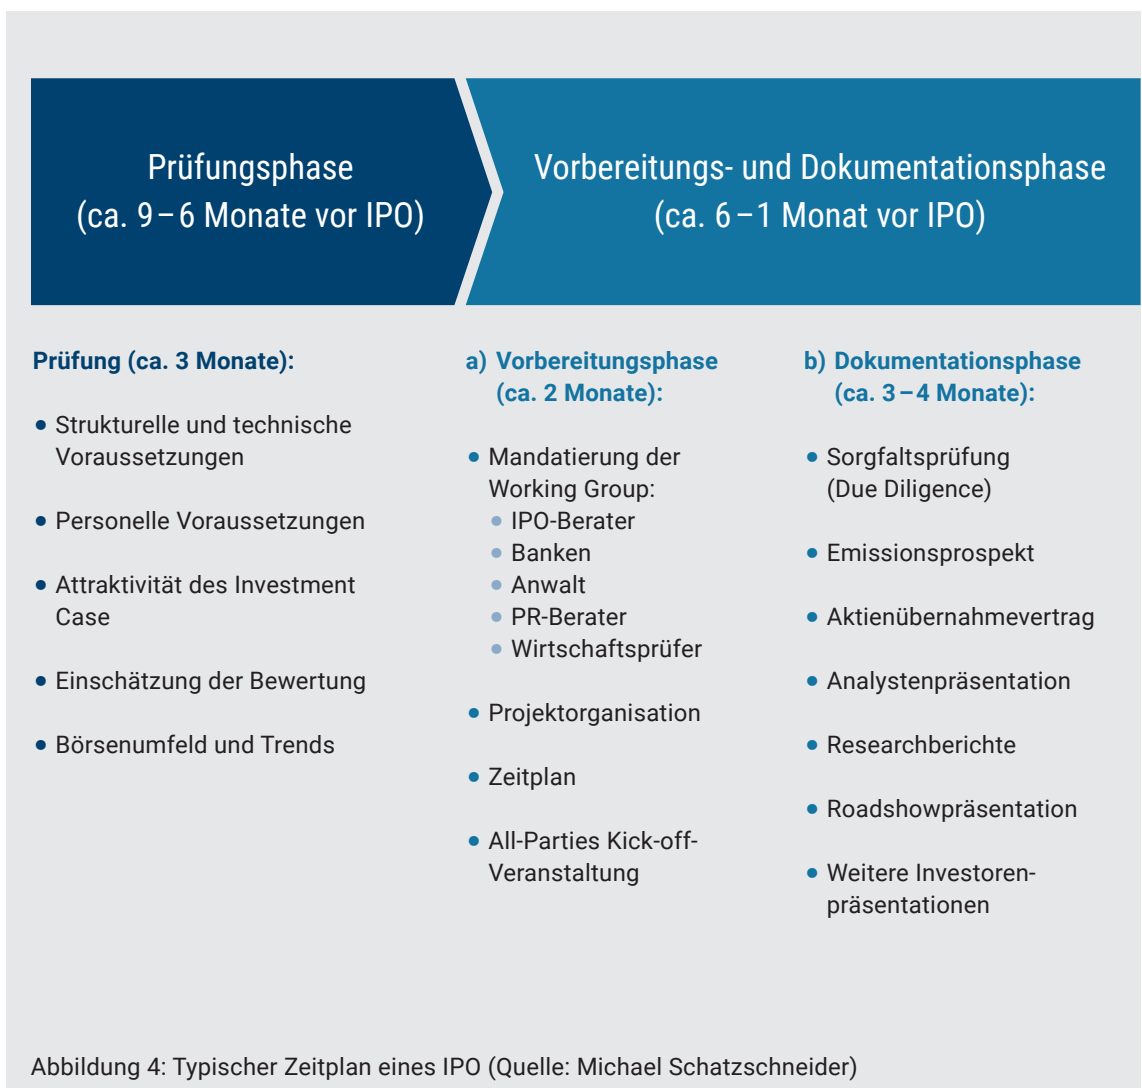 Prüfungsphase
(ca. 9–6 Monate vor IPO)
Vorbereitungs- und Dokumentationsphase
(ca. 6–1 Monat vor IPO)
Prüfung (ca. 3 Monate):
• Strukturelle und technische
Voraussetzungen
• Personelle Voraussetzungen
• Attraktivität des Investment
Case
• Einschätzung der Bewertung
• Börsenumfeld und Trends
a) Vorbereitungsphase
(ca. 2 Monate):
• Mandatierung der
Working Group:
• IPO-Berater
• Banken
• Anwalt
• PR-Berater
• Wirtschaftsprüfer
• Projektorganisation
• Zeitplan
• All-Parties Kick-off-
Veranstaltung
b) Dokumentationsphase
(ca. 3–4 Monate):
• Sorgfaltsprüfung
(Due Diligence)
• Emissionsprospekt
• Aktienübernahmevertrag
• Analystenpräsentation
• Researchberichte
• Roadshowpräsentation
• Weitere Investoren-
präsentationen
Abbildung 4: Typischer Zeitplan eines IPO (Quelle: Michael Schatzschneider)